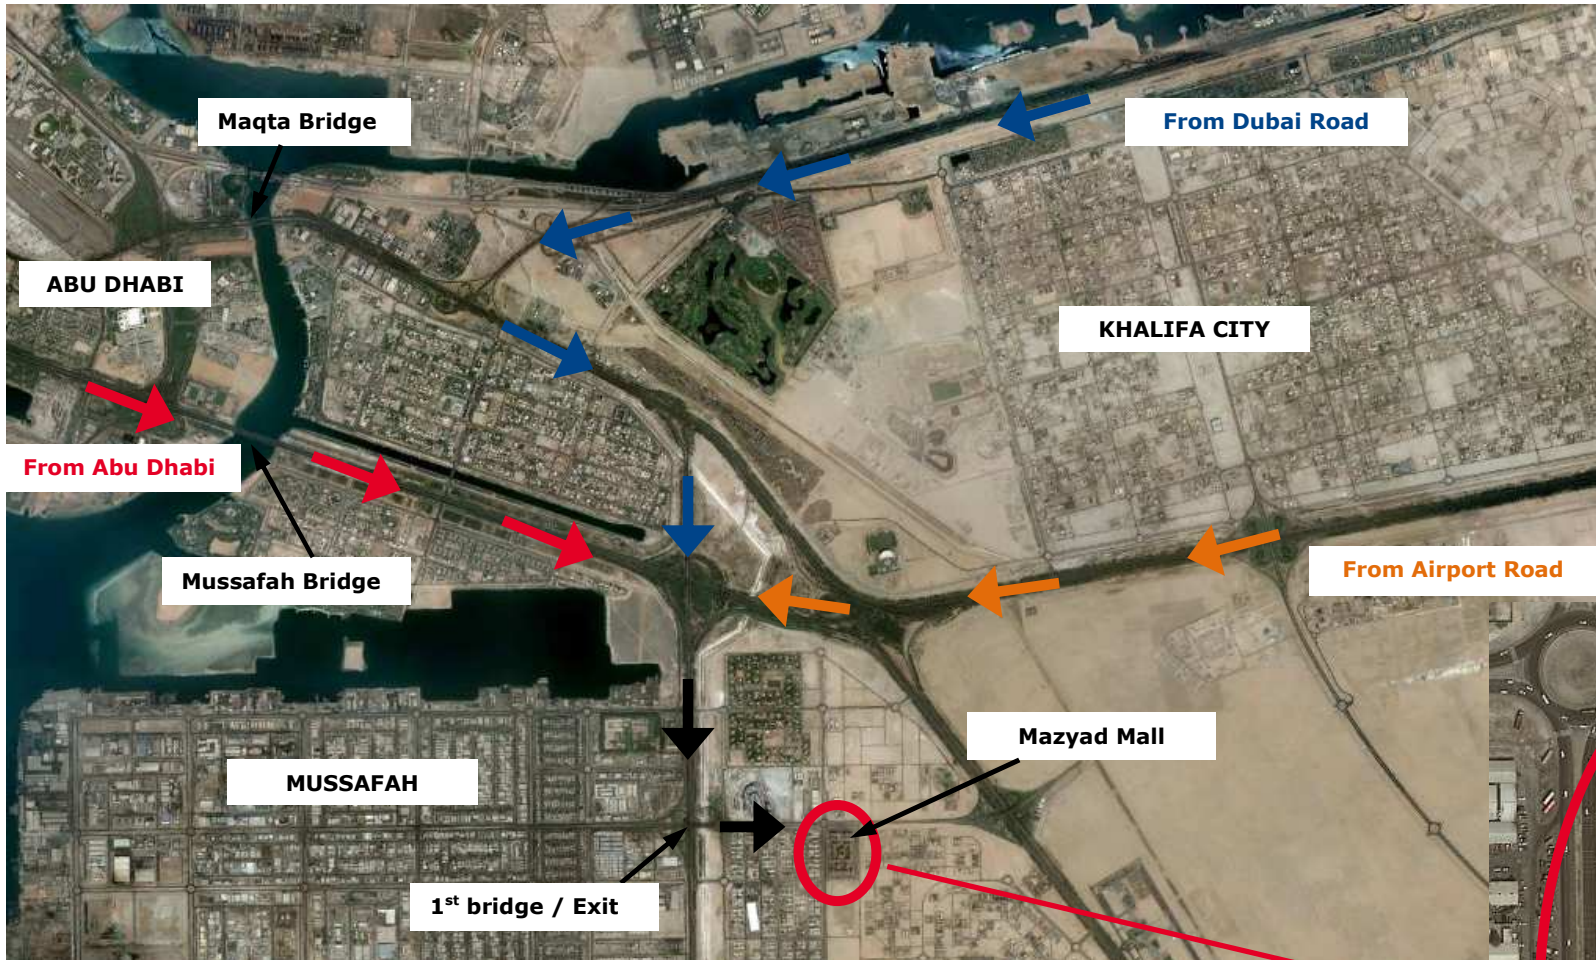 Maqta Bridge
From Dubai Road
ABU DHABI
KHALIFA CITY
From Abu Dhabi
Mussafah Bridge
From Airport Road
Mazyad Mall
MUSSAFAH
1st bridge / Exit